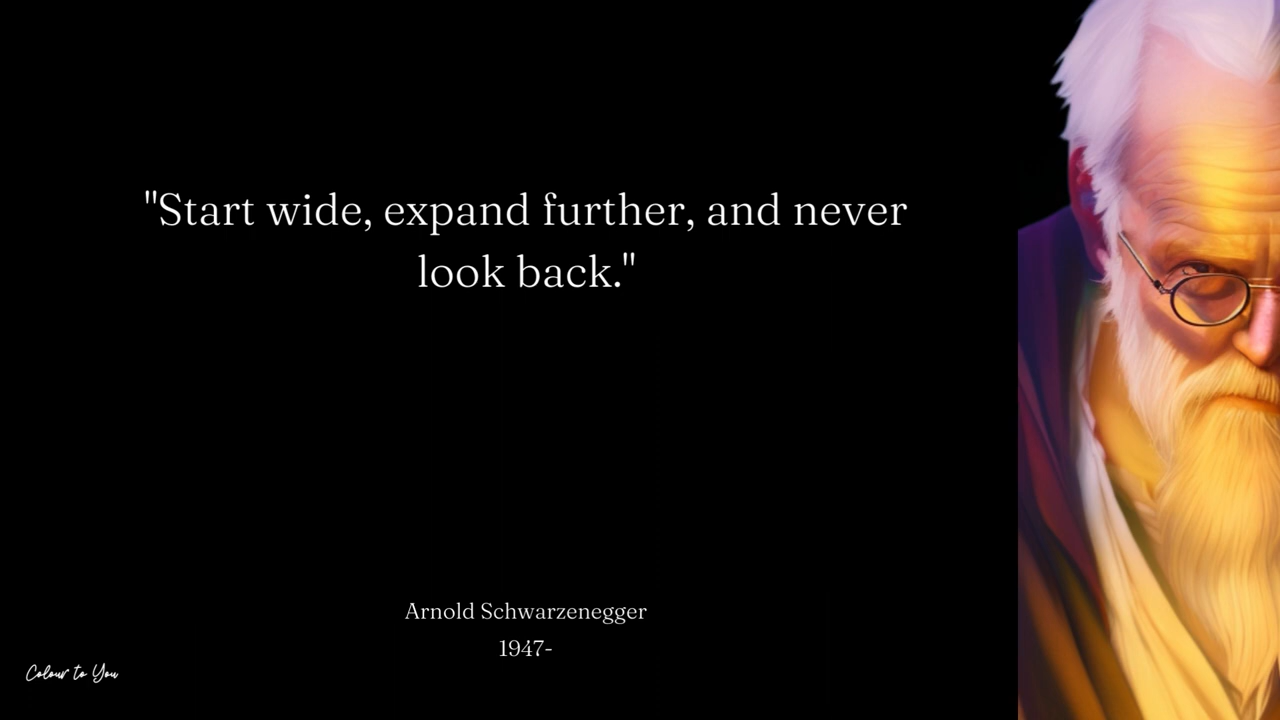 "Start wide, expand further, and never
look back."
Arnold Schwarzenegger
1947-
Colour to You